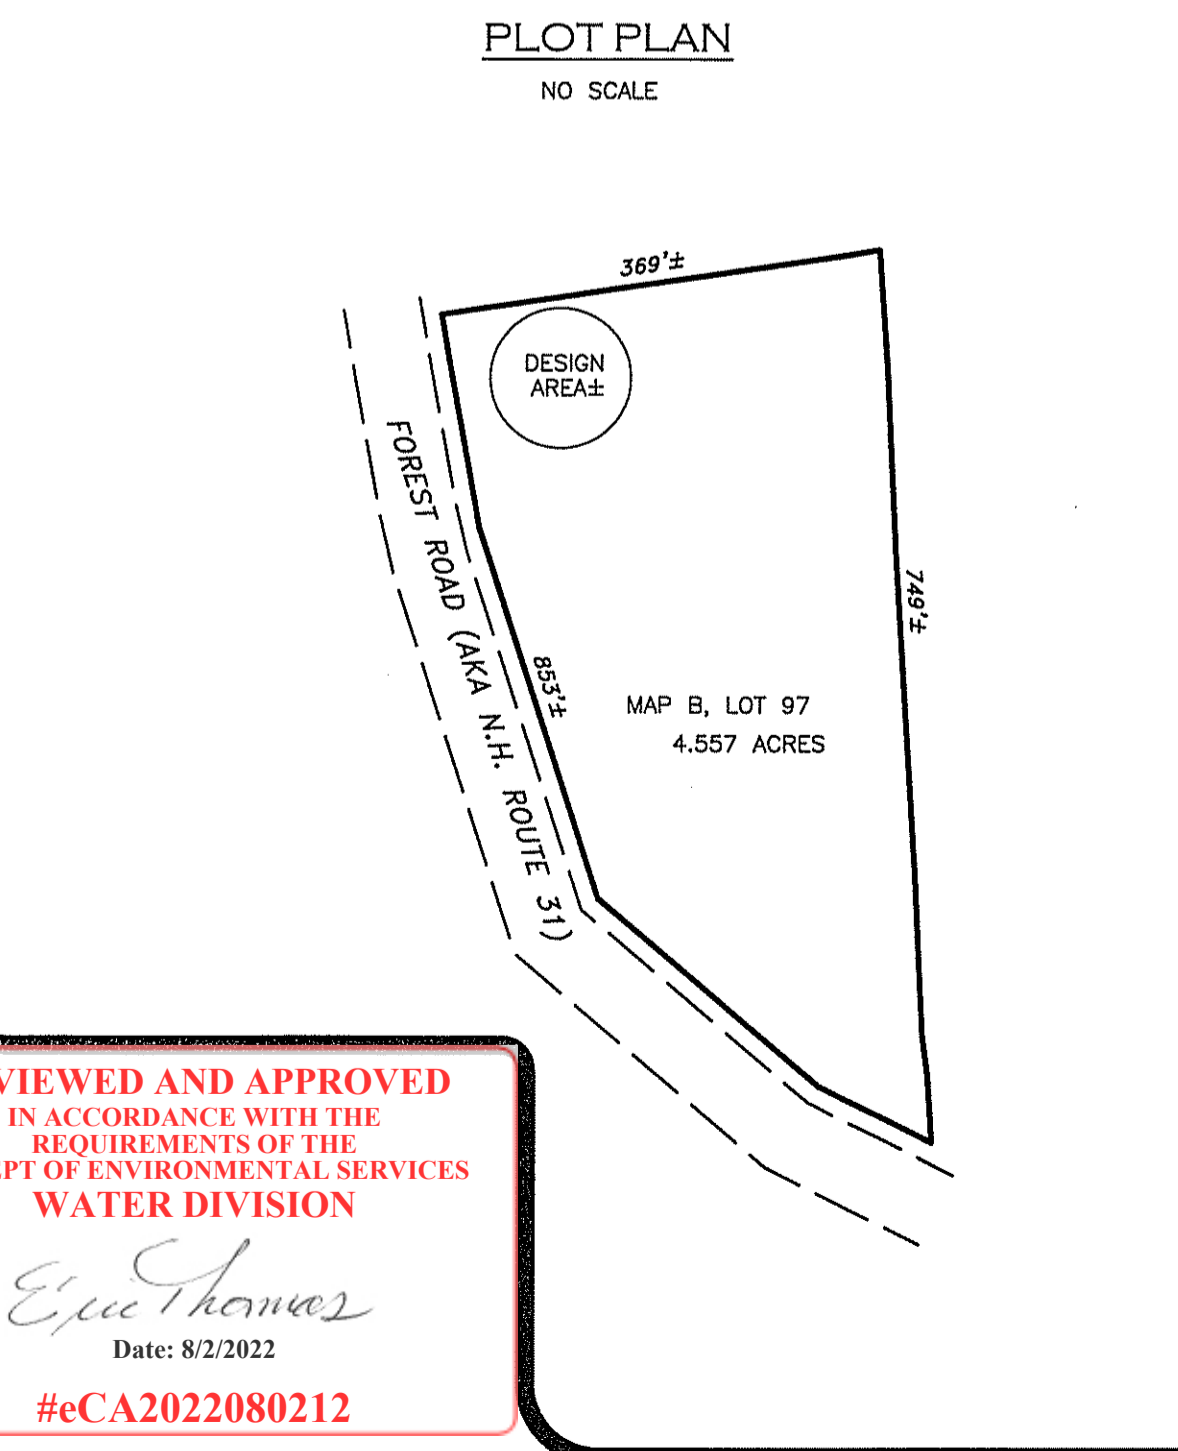 PLOT PLAN
NO SCALE
369'±
DESIGN
AREA±
FOREST ROAD (AKA N.H. ROUTE 31)
749'±
853'±
MAP B, LOT 97
4.557 ACRES
VIEWED AND APPROVED
IN ACCORDANCE WITH THE
REQUIREMENTS OF THE
PT OF ENVIRONMENTAL SERVICES
WATER DIVISION
Eric Thomas
Date: 8/2/2022
#eCA2022080212